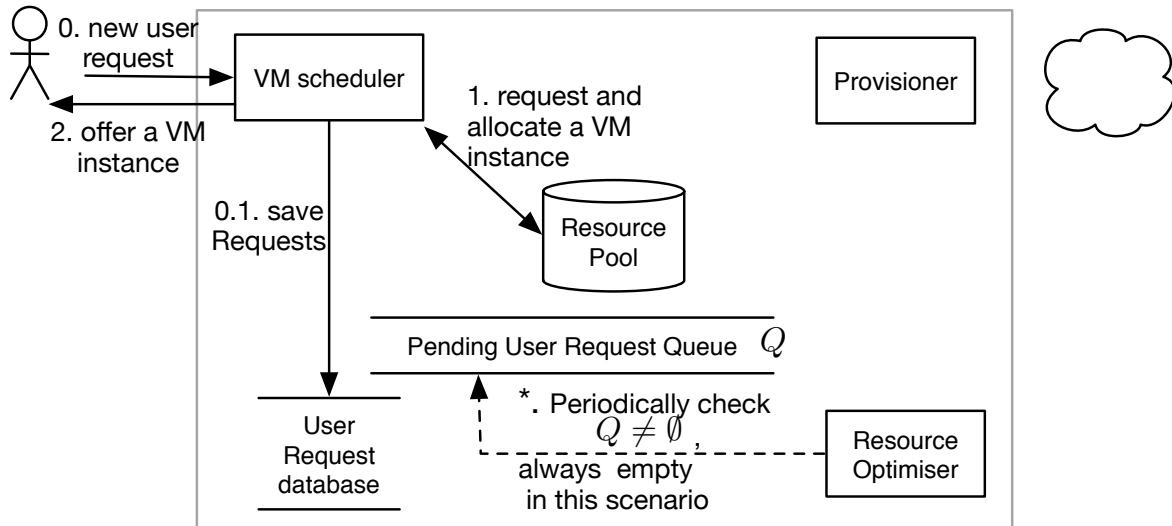 0. new user
request
VM scheduler
Provisioner
1. request and
allocate a VM
instance
2. offer a VM
instance
0.1. save
Requests
Resource
Pool
Pending User Request Queue Q
*. Periodically check
Q ≠ ∅ ,
always empty
in this scenario
User
Request
database
Resource
Optimiser